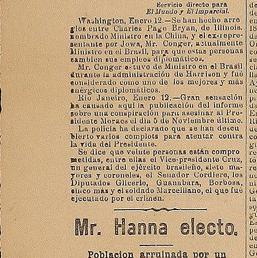 Servicio directo para
El Mundo y El Imparcial.
Washington, Enero 12.—Se han hecho arre-
glos entre Charles Page Bryan, de Illinois,
nombrado Ministro en la China, y el ex-repre-
sentante por Iowa, Mr. Conger, actualmente
Ministro en el Brasil, para que estas personas
cambien sus empleos diplomáticos.
Mr. Conger estuvo de Ministro en el Brasil
durante la administración de Harrison y fué
considerado como uno de los mejores y más
enérgicos diplomáticos.
Río Janeiro, Enero 12.—Gran sensación
ha causado aquí la publicación del informe
sobre una conspiración para asesinar al Pre-
sidente Moraes el día 5 de Noviembre último.
La policía ha declarado que se han descu-
bierto varios complots para atentar contra
la vida del Presidente.
Se dice que veinte personas están compro-
metidas, entre ellas el Vice-presidente Cruz,
un general del ejército brasileño, siete mayo-
res y coroneles, el Senador Cordiero, los
Diputados Glicerio, Guanabara, Borbosa,
cinco más y el soldado Marceliano, el que fué
ejecutado por el crimen.
Mr. Hanna electo.
Poblacion arruinada por un